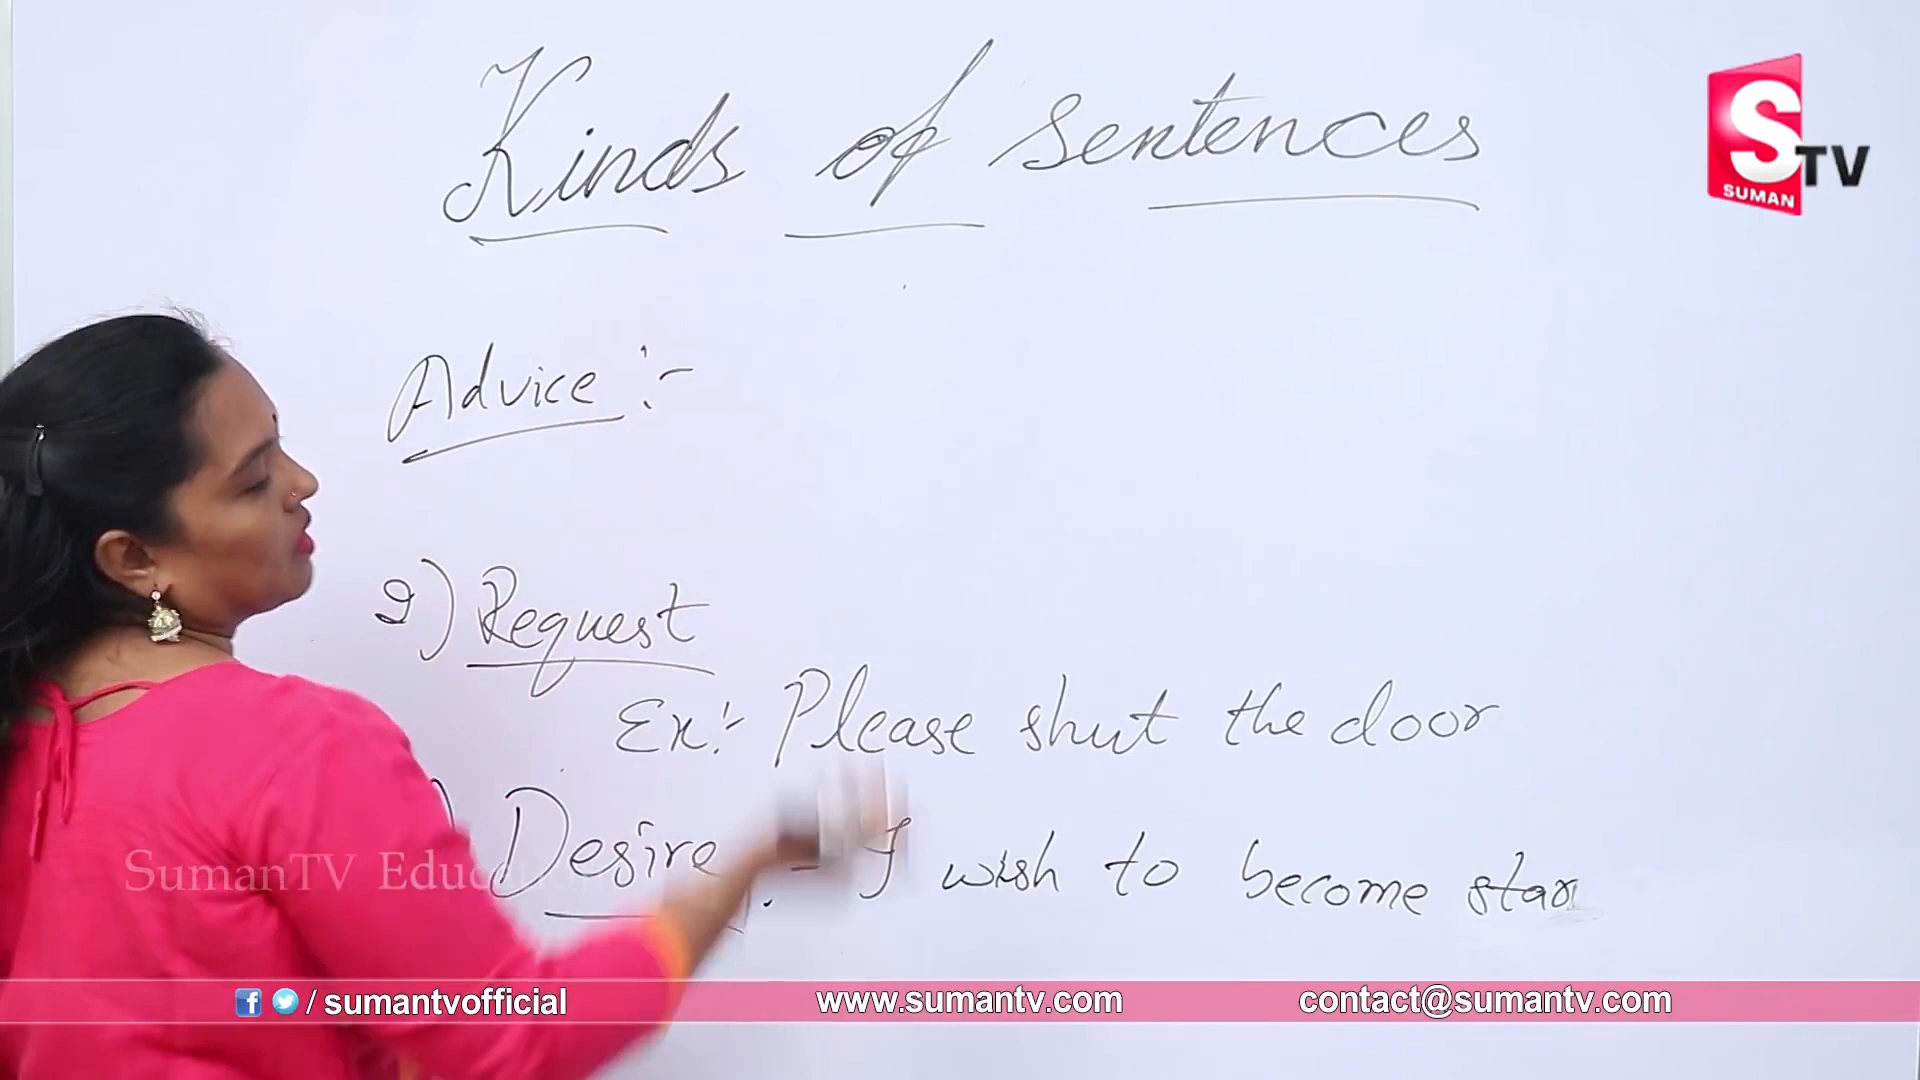 Kinds of sentences
S TV
SUMAN
Advice :-
2) Request
Ex:- Please shut the door
) Desire :- I wish to become star
SumanTV Education
/ sumantvofficial
www.sumantv.com
contact@sumantv.com